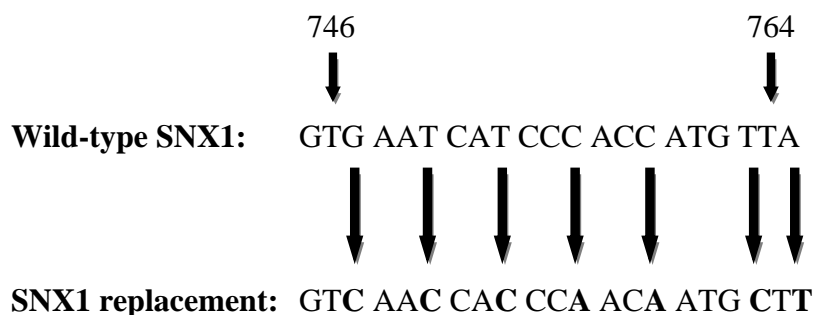 746 764
Wild-type SNX1: GTG AAT CAT CCC ACC ATG TTA
SNX1 replacement: GTC AAC CAC CCA ACA ATG CTT